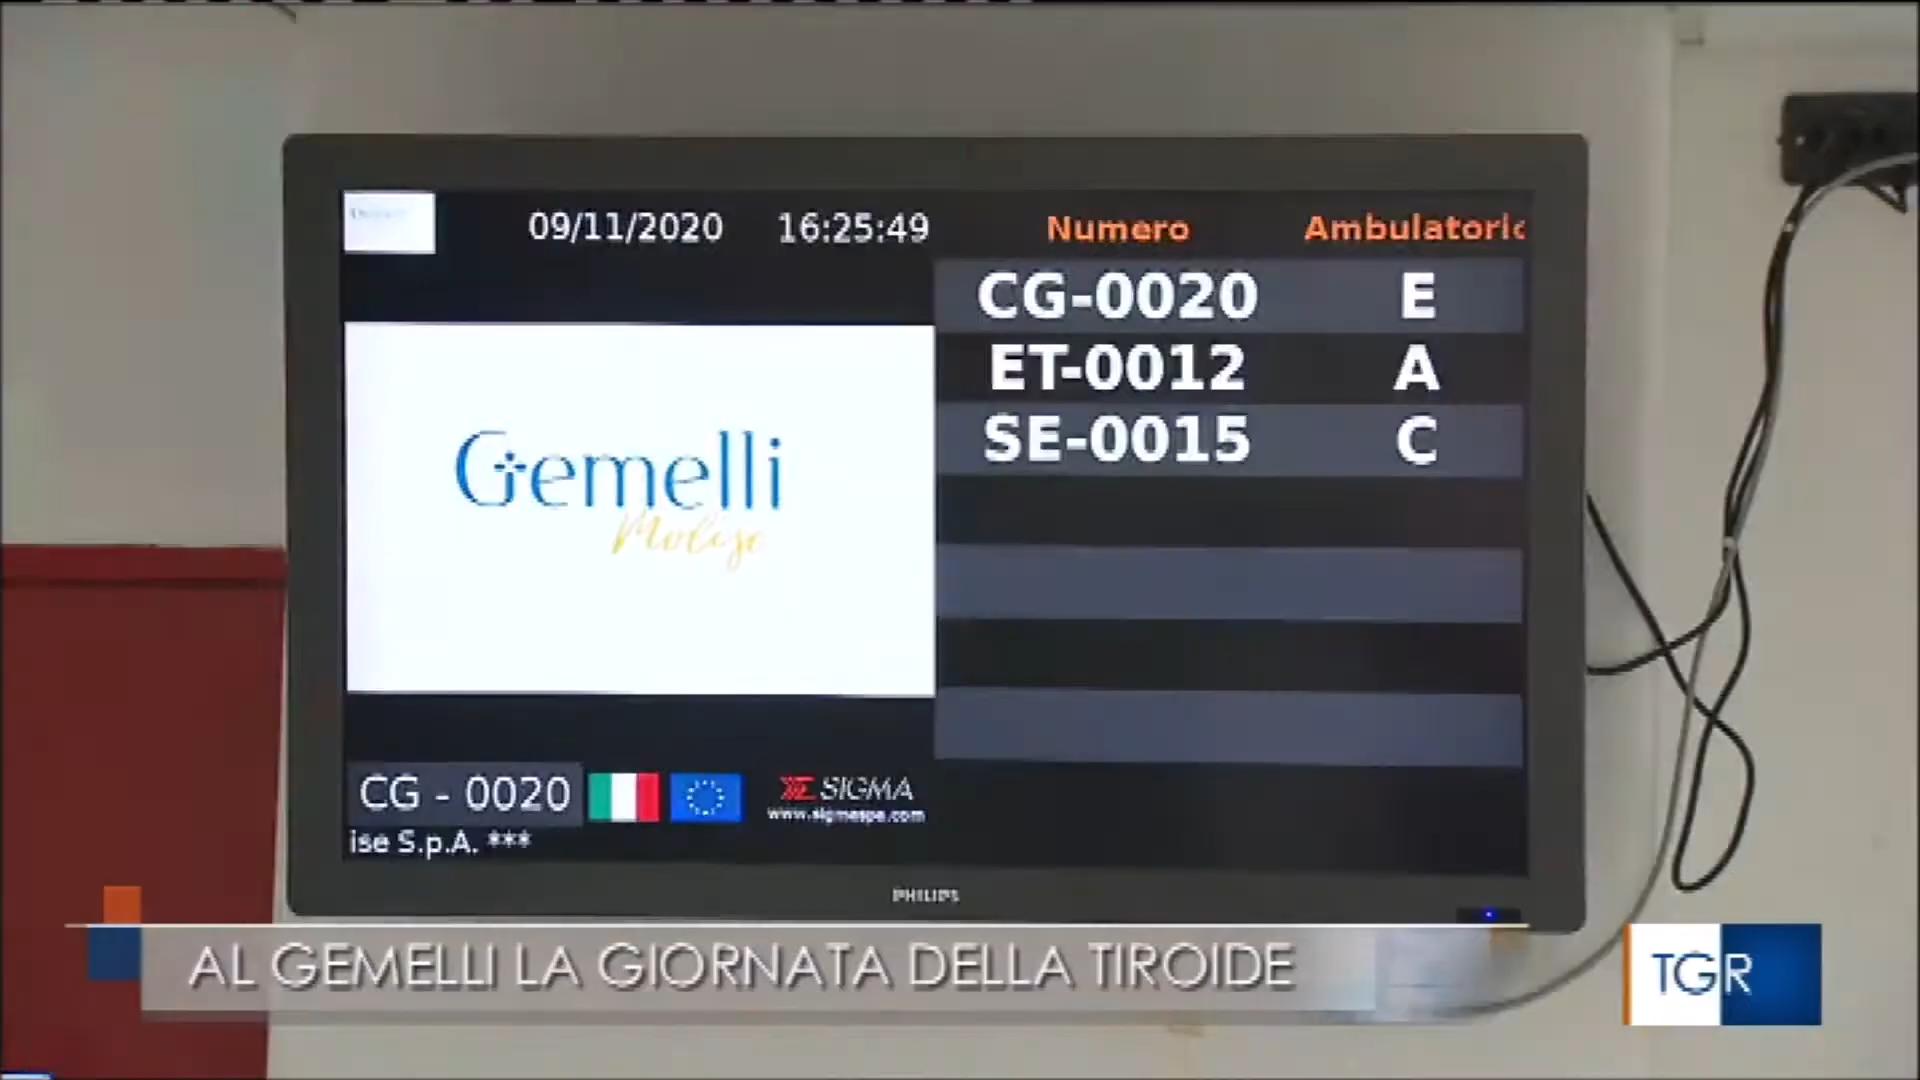 09/11/2020 16:25:49 Numero Ambulatorio
CG-0020 E
ET-0012 A
SE-0015 C
Gemelli
Molise
CG - 0020
SIGMA
www.sigmaspa.com
ise S.p.A. ***
PHILIPS
AL GEMELLI LA GIORNATA DELLA TIROIDE
TGR